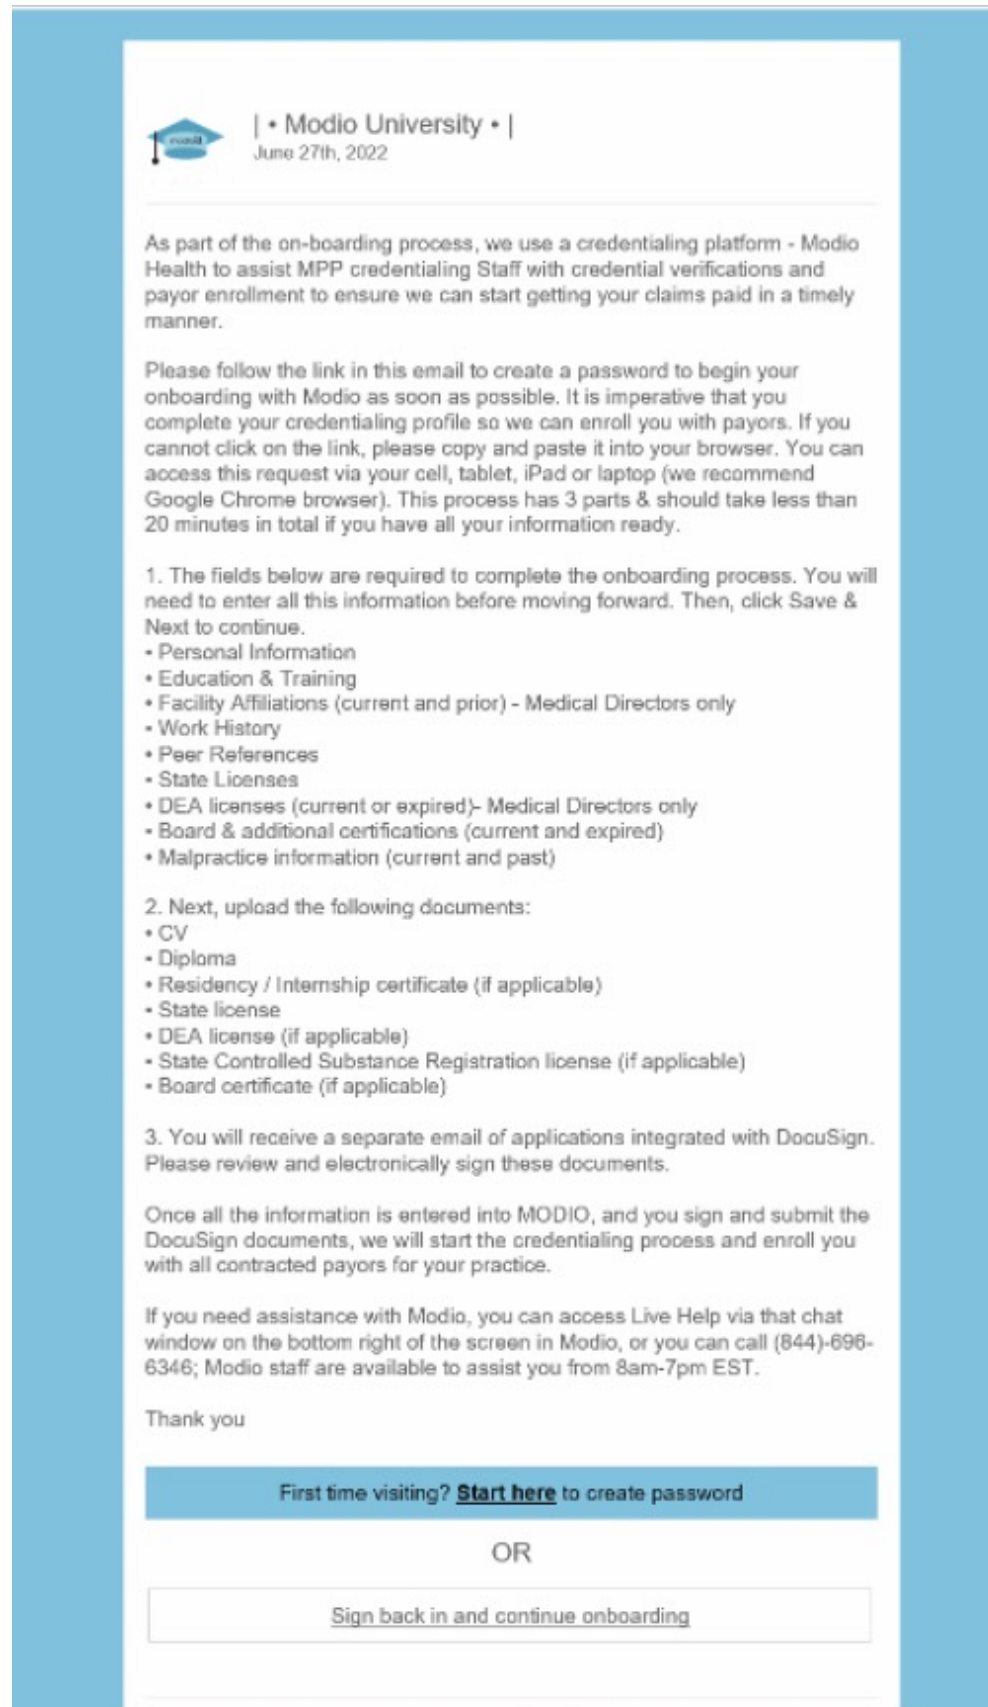 | • Modio University • |
June 27th, 2022
As part of the on-boarding process, we use a credentialing platform - Modio
Health to assist MPP credentialing Staff with credential verifications and
payor enrollment to ensure we can start getting your claims paid in a timely
manner.
Please follow the link in this email to create a password to begin your
onboarding with Modio as soon as possible. It is imperative that you
complete your credentialing profile so we can enroll you with payors. If you
cannot click on the link, please copy and paste it into your browser. You can
access this request via your cell, tablet, iPad or laptop (we recommend
Google Chrome browser). This process has 3 parts & should take less than
20 minutes in total if you have all your information ready.
1. The fields below are required to complete the onboarding process. You will
need to enter all this information before moving forward. Then, click Save &
Next to continue.
• Personal Information
• Education & Training
• Facility Affiliations (current and prior) - Medical Directors only
• Work History
• Peer References
• State Licenses
• DEA licenses (current or expired)- Medical Directors only
• Board & additional certifications (current and expired)
• Malpractice information (current and past)
2. Next, upload the following documents:
• CV
• Diploma
• Residency / Internship certificate (if applicable)
• State license
• DEA license (if applicable)
• State Controlled Substance Registration license (if applicable)
• Board certificate (if applicable)
3. You will receive a separate email of applications integrated with DocuSign.
Please review and electronically sign these documents.
Once all the information is entered into MODIO, and you sign and submit the
DocuSign documents, we will start the credentialing process and enroll you
with all contracted payors for your practice.
If you need assistance with Modio, you can access Live Help via that chat
window on the bottom right of the screen in Modio, or you can call (844)-696-
6346; Modio staff are available to assist you from 8am-7pm EST.
Thank you
First time visiting? Start here to create password
OR
Sign back in and continue onboarding